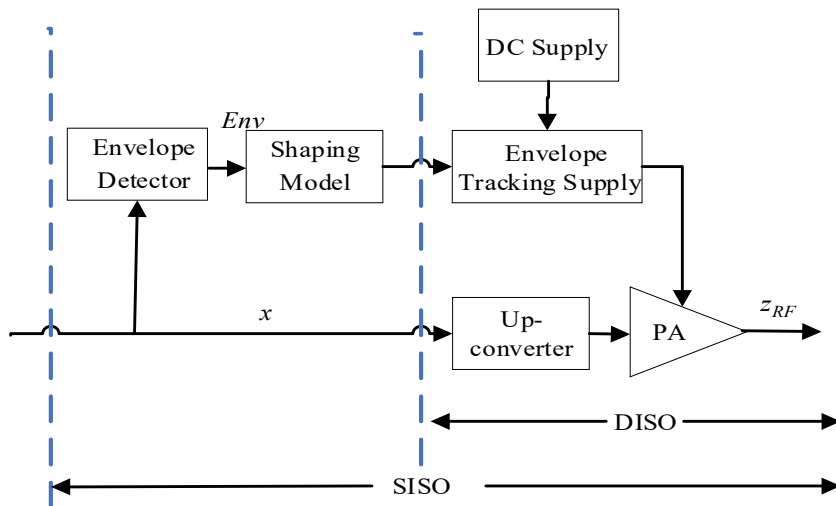 DC Supply
Env
Envelope
Detector
Shaping
Model
Envelope
Tracking Supply
x
Up-
converter
PA
z_RF
DISO
SISO